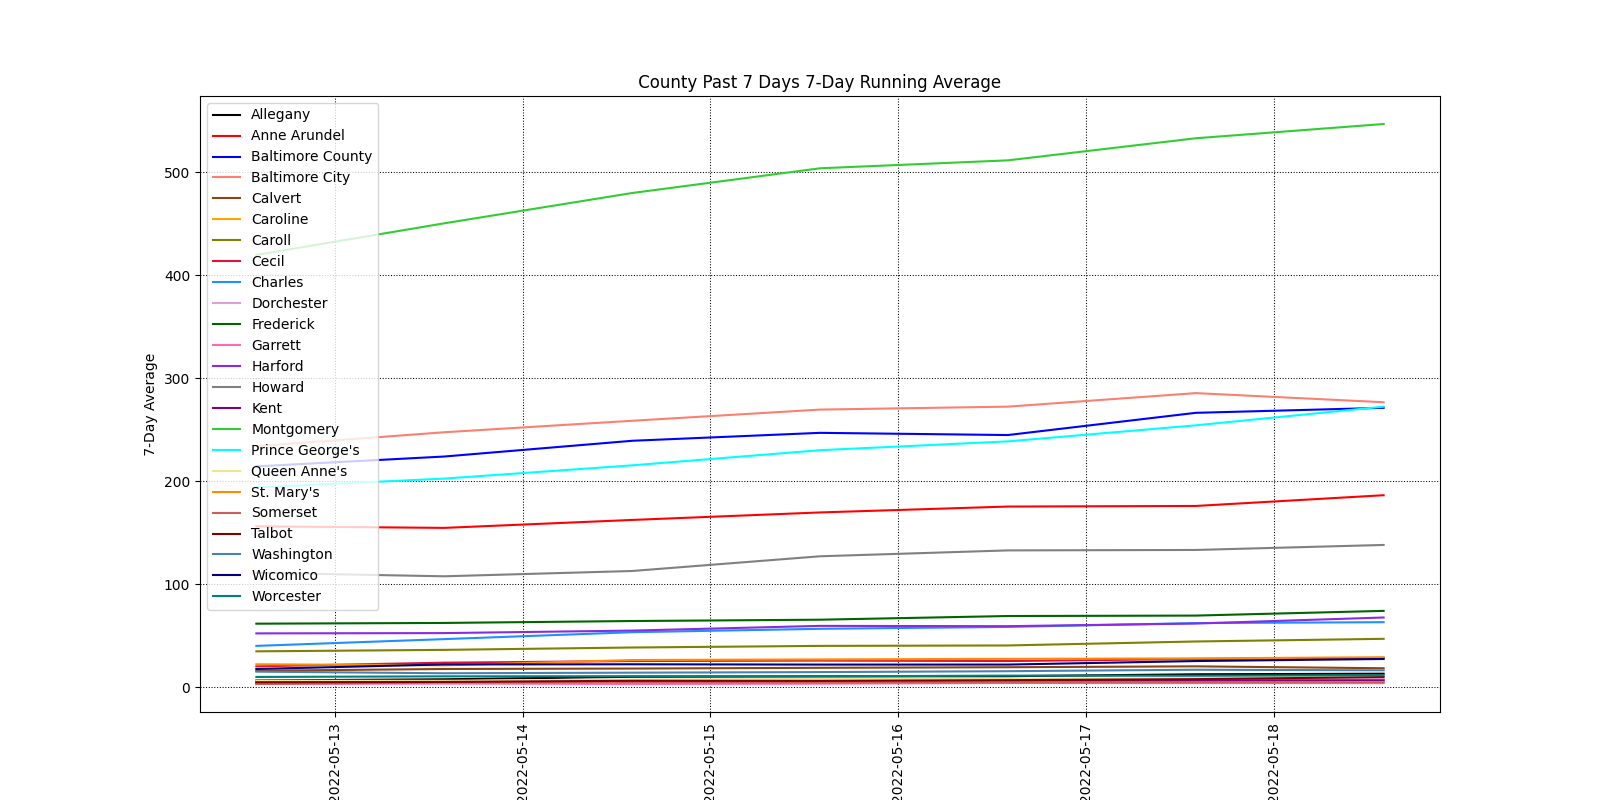 County Past 7 Days 7-Day Running Average
Allegany
Anne Arundel
Baltimore County
Baltimore City
Calvert
Caroline
Caroll
Cecil
Charles
Dorchester
Frederick
Garrett
Harford
Howard
Kent
Montgomery
Prince George's
Queen Anne's
St. Mary's
Somerset
Talbot
Washington
Wicomico
Worcester
7-Day Average
500
400
300
200
100
0
2022-05-13
2022-05-14
2022-05-15
2022-05-16
2022-05-17
2022-05-18